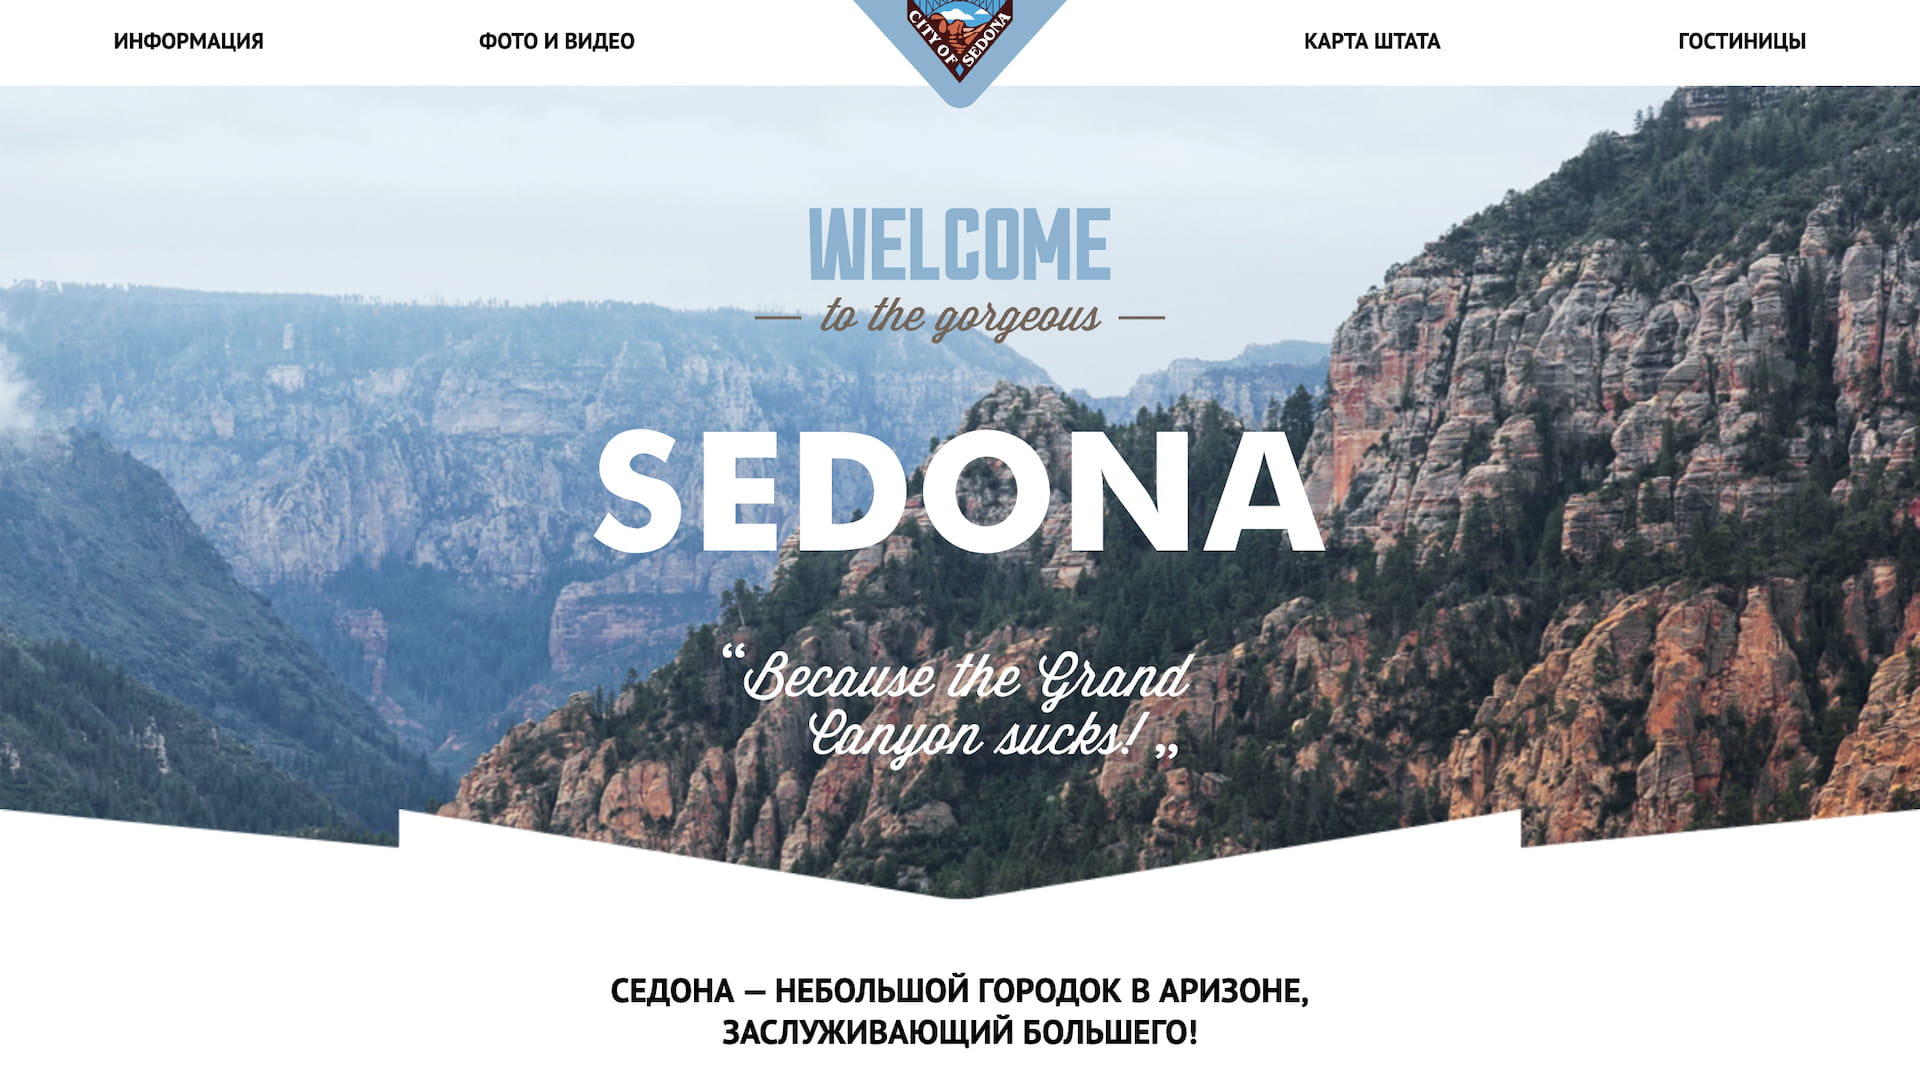 ИНФОРМАЦИЯ
ФОТО И ВИДЕО
CITY OF SEDONA
КАРТА ШТАТА
ГОСТИНИЦЫ
WELCOME
— to the gorgeous —
SEDONA
“Because the Grand
Canyon sucks! „
СЕДОНА — НЕБОЛЬШОЙ ГОРОДОК В АРИЗОНЕ,
ЗАСЛУЖИВАЮЩИЙ БОЛЬШЕГО!